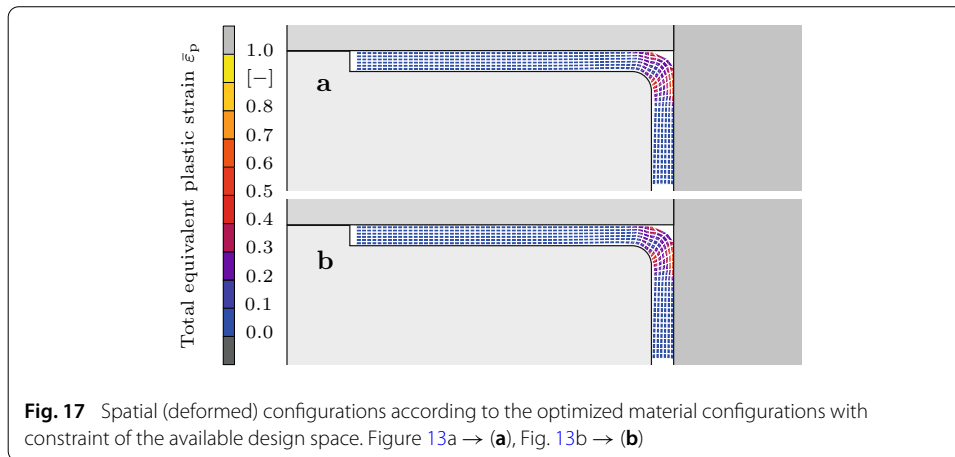 Total equivalent plastic strain ε̄p
1.0
[−]
0.8
0.7
0.6
0.5
0.4
0.3
0.2
0.1
0.0
a
b
Fig. 17 Spatial (deformed) configurations according to the optimized material configurations with
constraint of the available design space. Figure 13a → (a), Fig. 13b → (b)